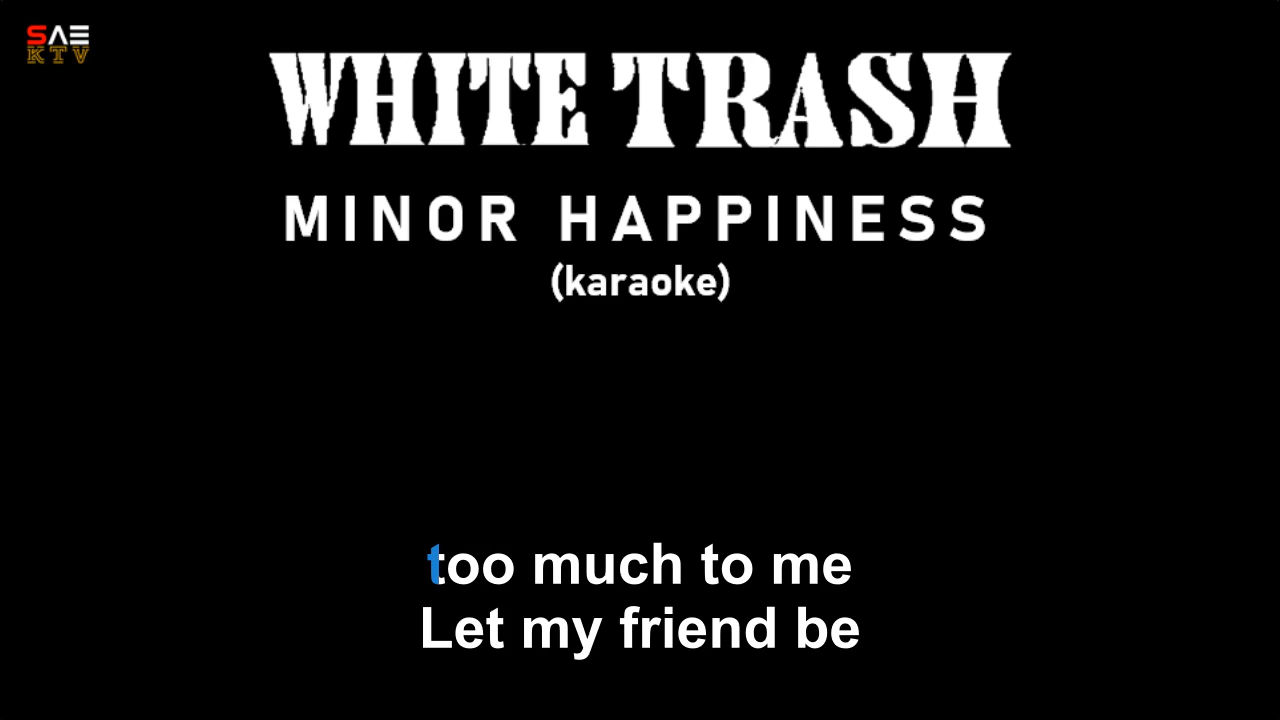 SAE
KTV
WHITE TRASH
MINOR HAPPINESS
(karaoke)
too much to me
Let my friend be